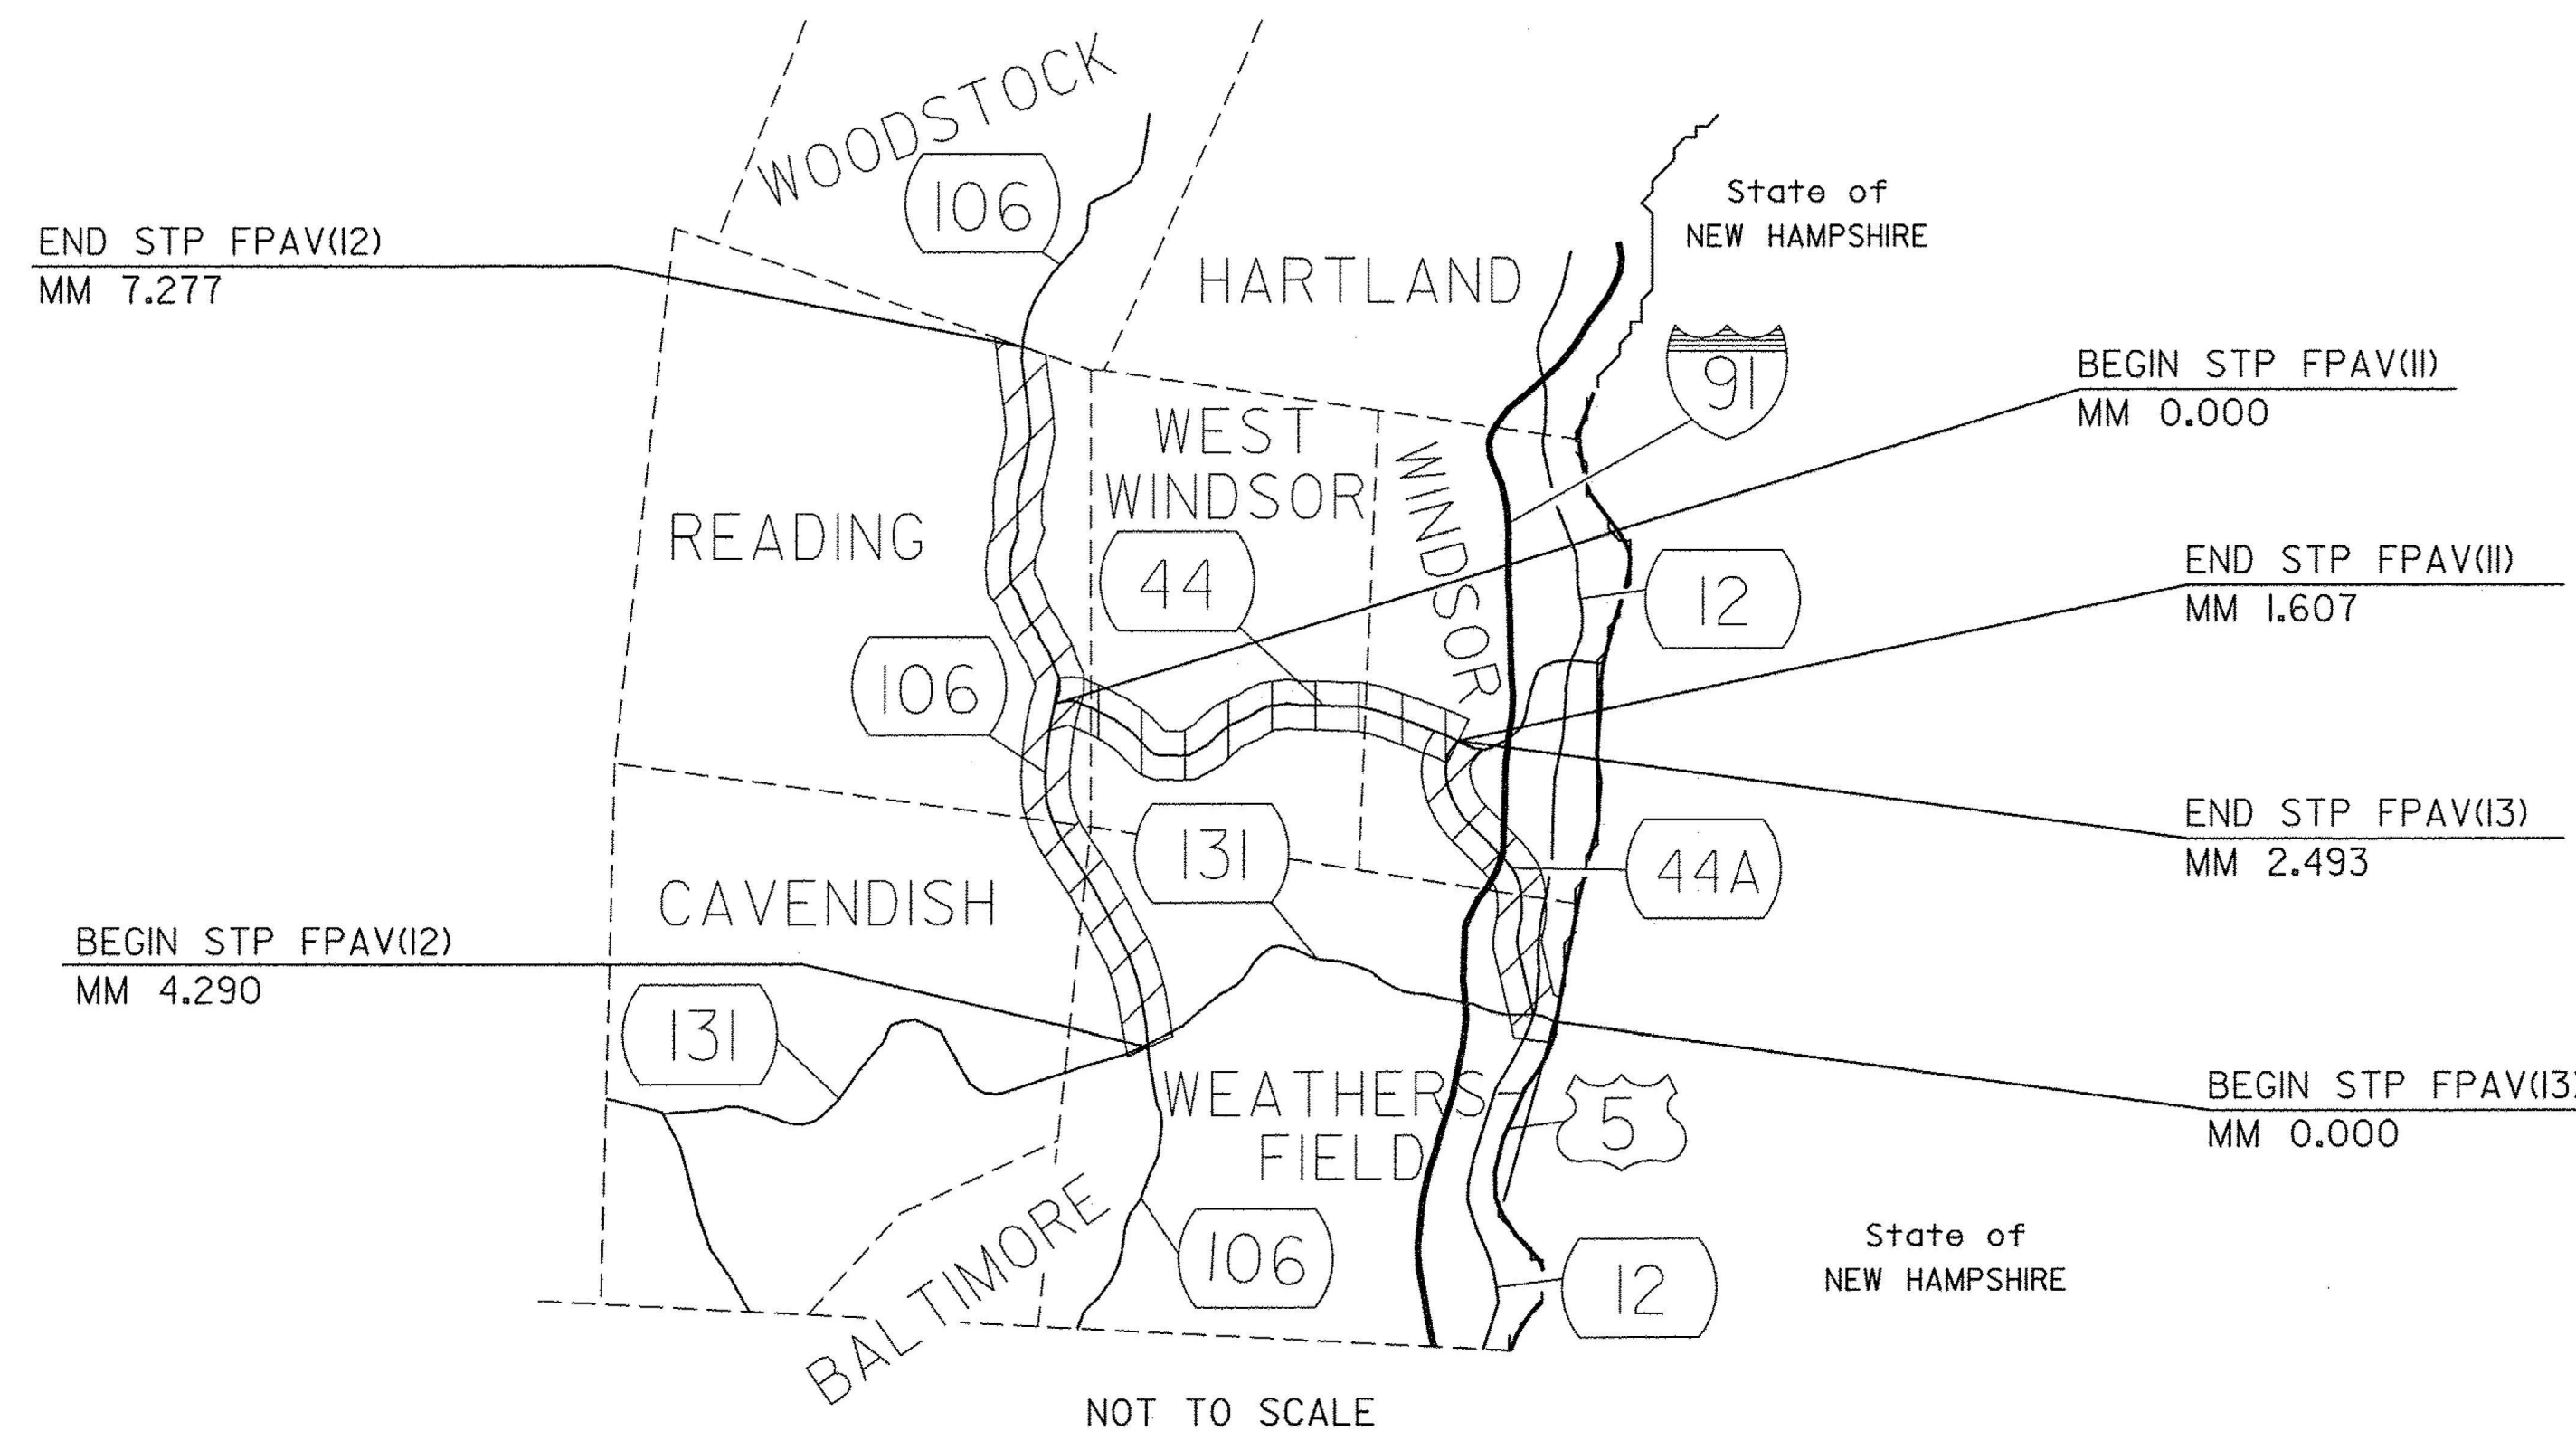 WOODSTOCK
106
State of
NEW HAMPSHIRE
END STP FPAV(12)
MM 7.277
HARTLAND
91
BEGIN STP FPAV(11)
MM 0.000
WEST
WINDSOR
WINDSOR
READING
44
12
END STP FPAV(11)
MM 1.607
106
END STP FPAV(13)
MM 2.493
131
44A
CAVENDISH
BEGIN STP FPAV(12)
MM 4.290
131
WEATHERS-
FIELD
5
BEGIN STP FPAV(13)
MM 0.000
BALTIMORE
106
12
State of
NEW HAMPSHIRE
NOT TO SCALE